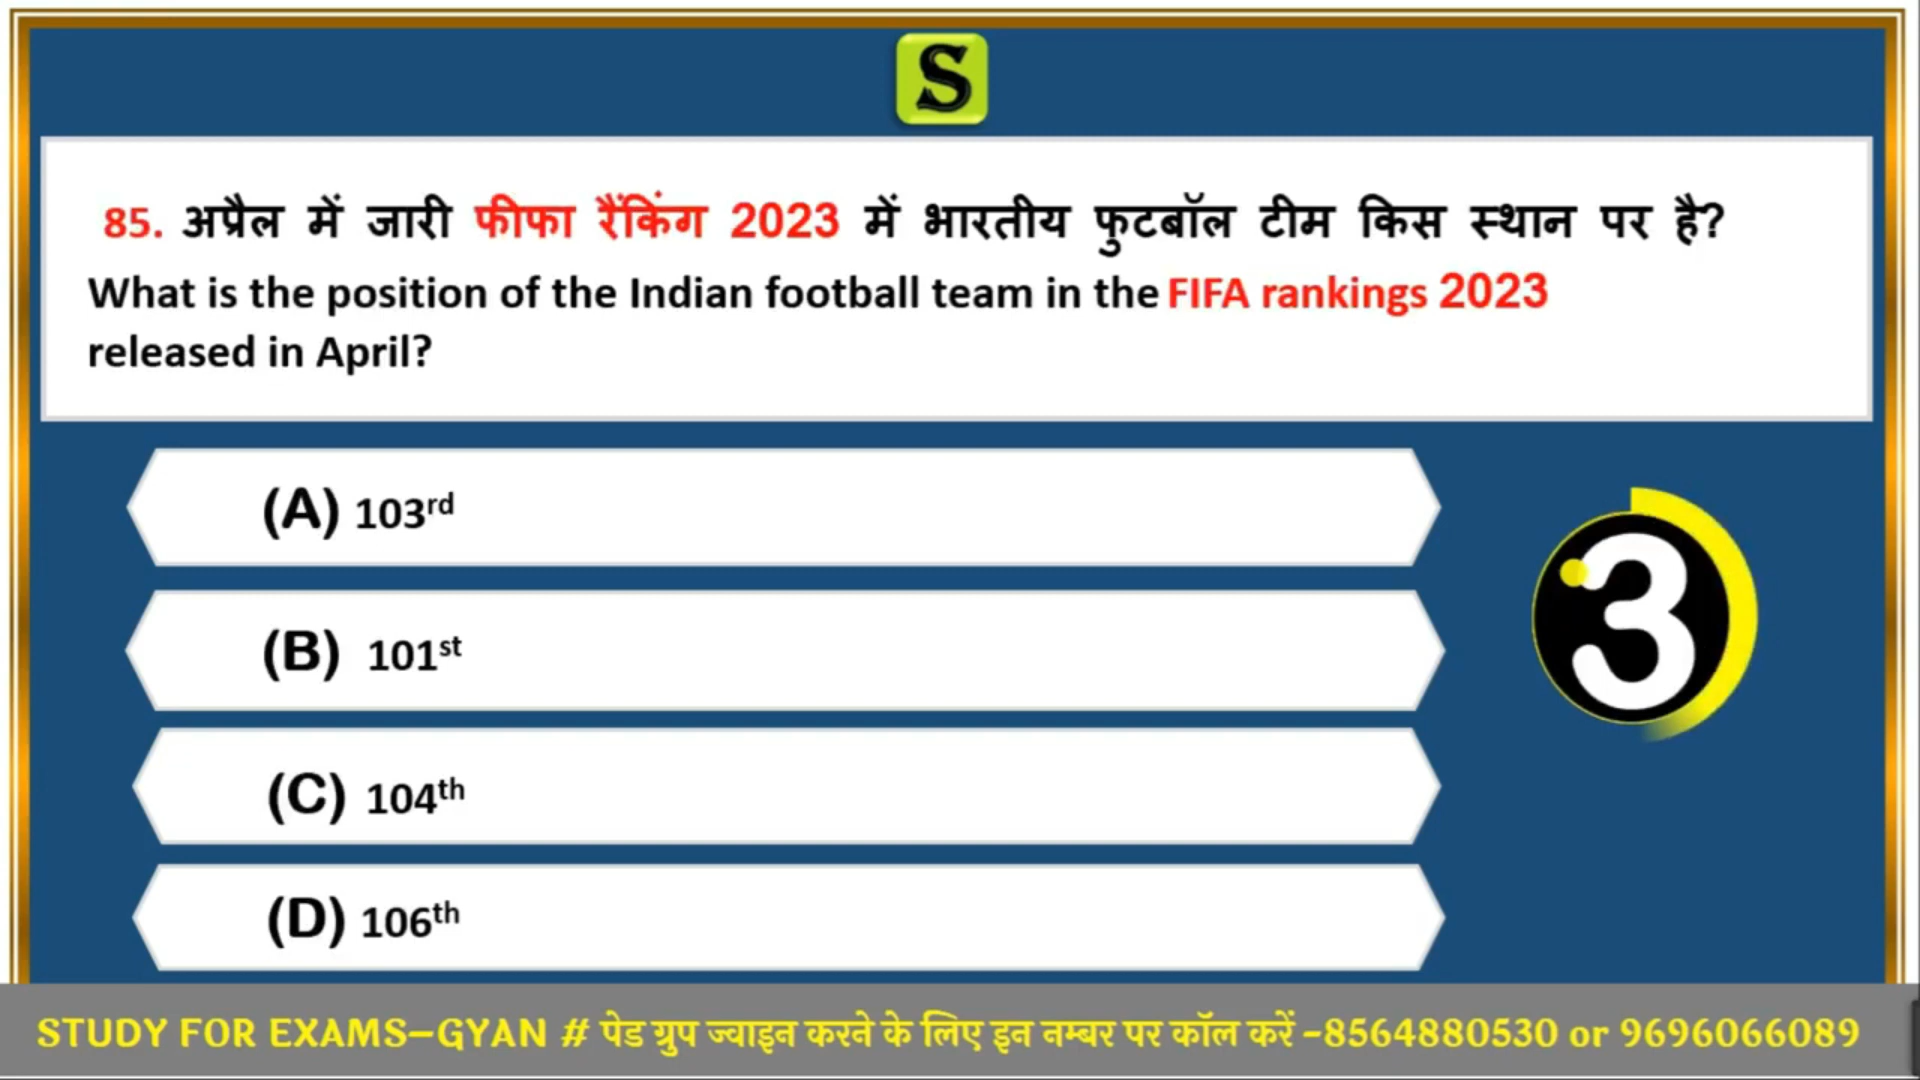 S
85. अप्रैल में जारी फीफा रैंकिंग 2023 में भारतीय फुटबॉल टीम किस स्थान पर है?
What is the position of the Indian football team in the FIFA rankings 2023
released in April?
(A) 103rd
(B) 101st
3
(C) 104th
(D) 106th
STUDY FOR EXAMS–GYAN # पेड ग्रुप ज्वाइन करने के लिए इन नम्बर पर कॉल करें -8564880530 or 9696066089